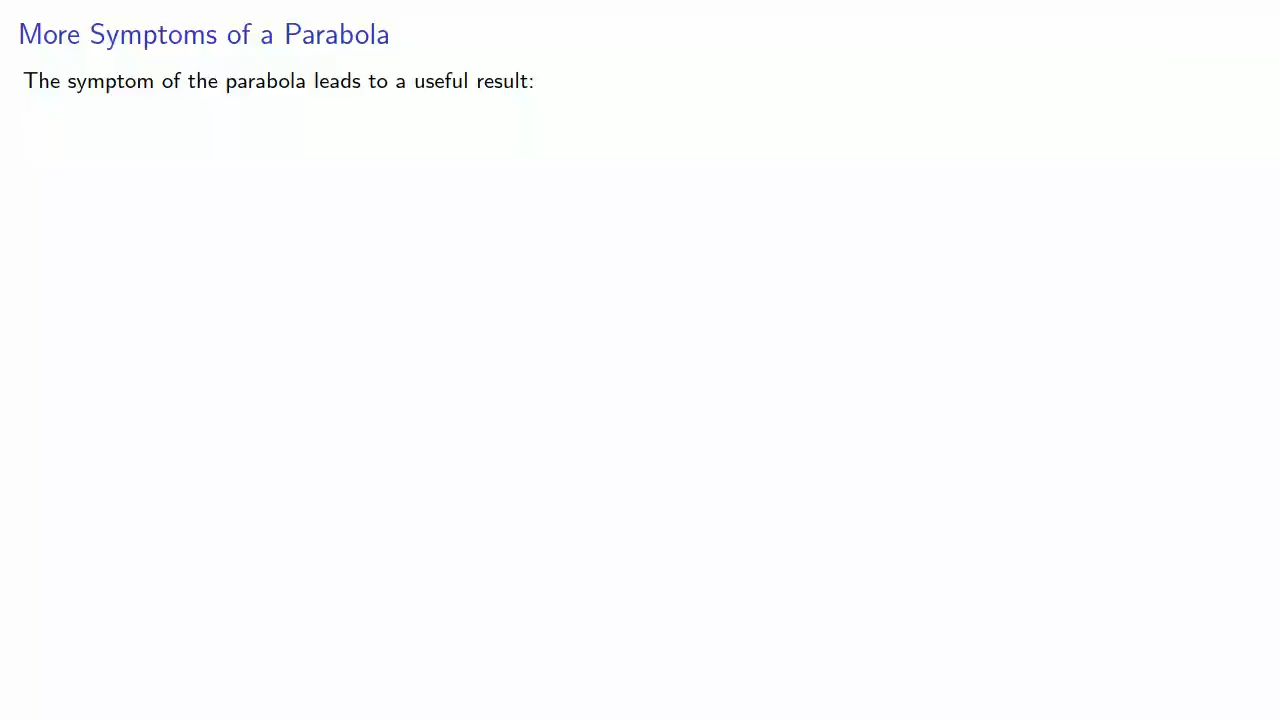 More Symptoms of a Parabola
The symptom of the parabola leads to a useful result: